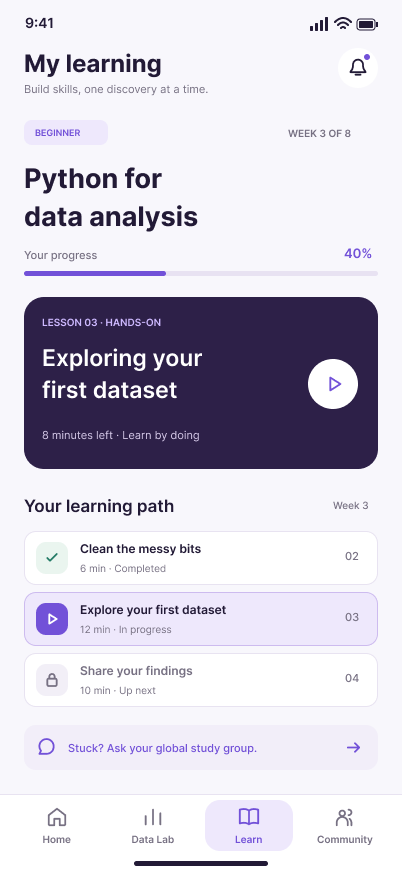 9:41
My learning
Build skills, one discovery at a time.
BEGINNER
WEEK 3 OF 8
Python for
data analysis
Your progress
40%
LESSON 03 · HANDS-ON
Exploring your
first dataset
8 minutes left · Learn by doing
Your learning path
Week 3
Clean the messy bits
6 min · Completed
02
Explore your first dataset
12 min · In progress
03
Share your findings
10 min · Up next
04
Stuck? Ask your global study group.
Home
Data Lab
Learn
Community